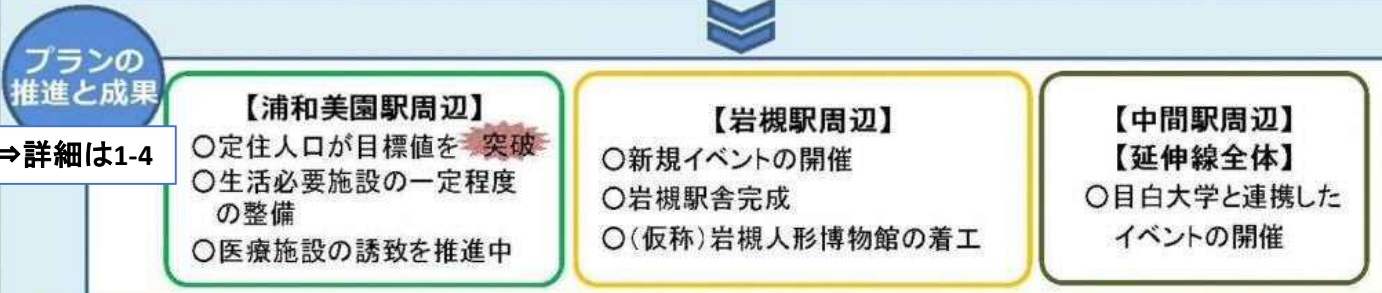 プランの
推進と成果
⇒詳細は1-4
【浦和美園駅周辺】
○定住人口が目標値を 突破
○生活必要施設の一定程度
の整備
○医療施設の誘致を推進中
【岩槻駅周辺】
○新規イベントの開催
○岩槻駅舎完成
○(仮称)岩槻人形博物館の着工
【中間駅周辺】
【延伸線全体】
○目白大学と連携した
イベントの開催